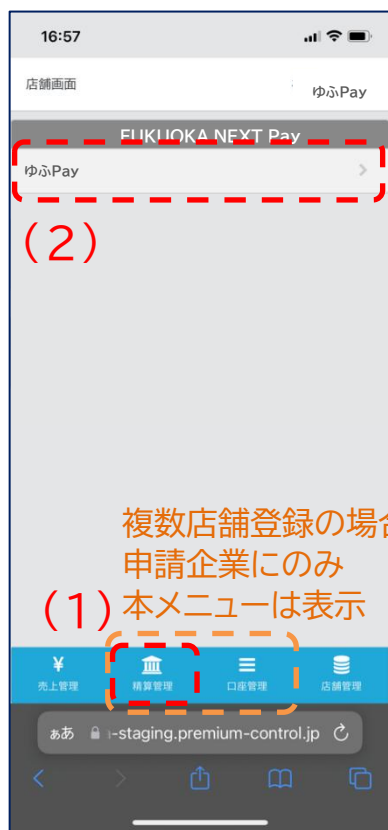 16:57
店舗画面
ゆふPay
FUKUOKA NEXT Pay
ゆふPay
(2)
複数店舗登録の場合
申請企業にのみ
(1) 本メニューは表示
¥
売上管理 精算管理 口座管理 店舗管理
ぁあ -staging.premium-control.jp